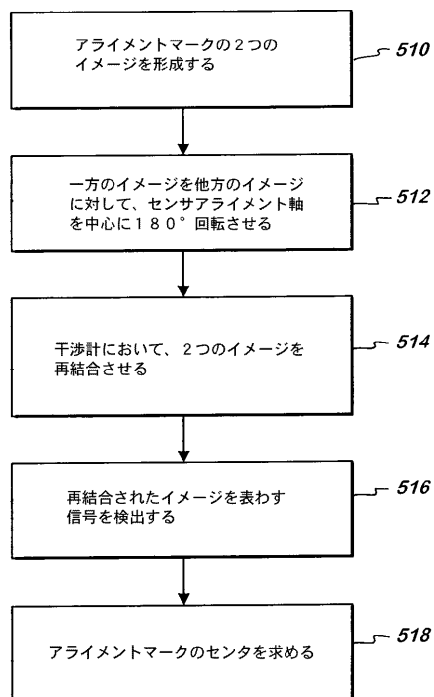 アライメントマークの２つの
イメージを形成する
510
一方のイメージを他方のイメージ
に対して、センサアライメント軸
を中心に１８０°回転させる
512
干渉計において、２つのイメージを
再結合させる
514
再結合されたイメージを表わす
信号を検出する
516
アライメントマークのセンタを求める
518